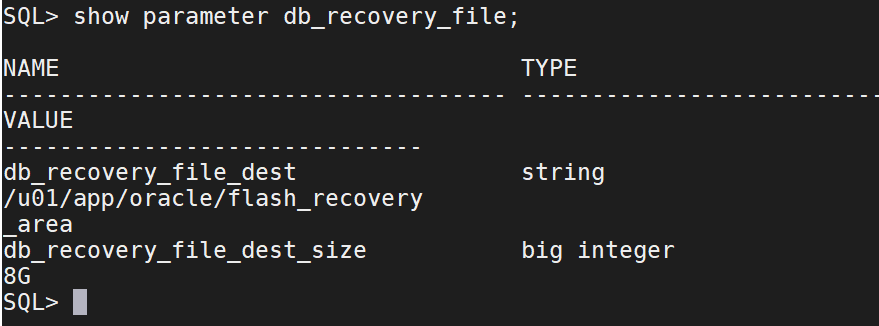 SQL> show parameter db_recovery_file;
NAME TYPE
------------------------------------ ---------------------------
VALUE
------------------------------
db_recovery_file_dest string
/u01/app/oracle/flash_recovery
_area
db_recovery_file_dest_size big integer
8G
SQL>